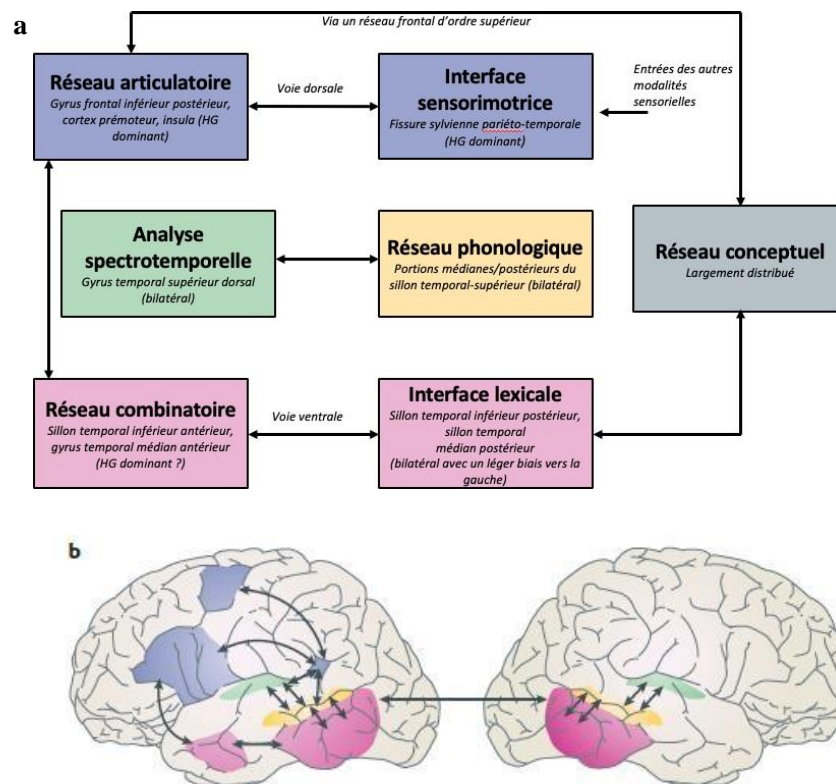 a
Via un réseau frontal d'ordre supérieur
Réseau articulatoire
Gyrus frontal inférieur postérieur,
cortex prémoteur, insula (HG
dominant)
Voie dorsale
Interface
sensorimotrice
Fissure sylvienne pariéto-temporale
(HG dominant)
Entrées des autres
modalités
sensorielles
Analyse
spectrotemporelle
Gyrus temporal supérieur dorsal
(bilatéral)
Réseau phonologique
Portions médianes/postérieurs du
sillon temporal-supérieur (bilatéral)
Réseau conceptuel
Largement distribué
Réseau combinatoire
Sillon temporal inférieur antérieur,
gyrus temporal médian antérieur
(HG dominant ?)
Voie ventrale
Interface lexicale
Sillon temporal inférieur postérieur,
sillon temporal
médian postérieur
(bilatéral avec un léger biais vers la
gauche)
b